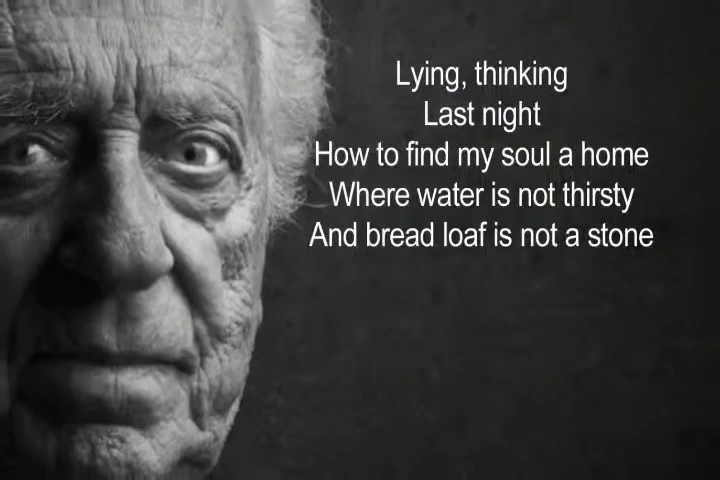 Lying, thinking
Last night
How to find my soul a home
Where water is not thirsty
And bread loaf is not a stone